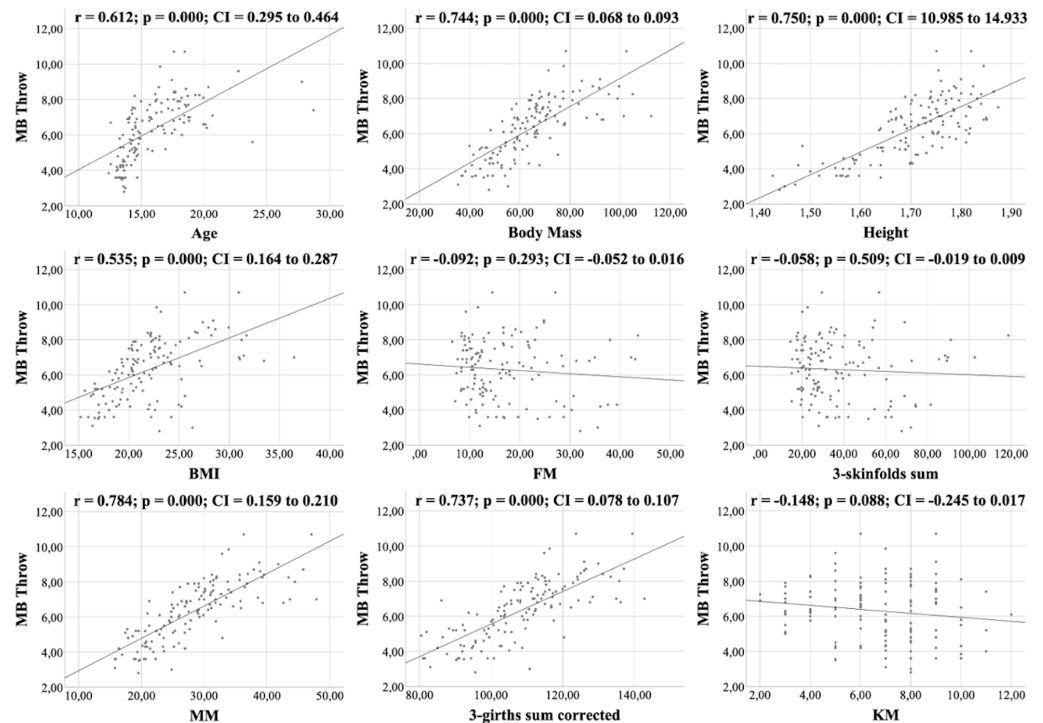 r = 0.612; p = 0.000; CI = 0.295 to 0.464
12,00
10,00
8,00
6,00
4,00
2,00
MB Throw
10,00 15,00 20,00 25,00 30,00
Age
r = 0.744; p = 0.000; CI = 0.068 to 0.093
12,00
10,00
8,00
6,00
4,00
2,00
MB Throw
20,00 40,00 60,00 80,00 100,00 120,00
Body Mass
r = 0.750; p = 0.000; CI = 10.985 to 14.933
12,00
10,00
8,00
6,00
4,00
2,00
MB Throw
1,40 1,50 1,60 1,70 1,80 1,90
Height
r = 0.535; p = 0.000; CI = 0.164 to 0.287
12,00
10,00
8,00
6,00
4,00
2,00
MB Throw
15,00 20,00 25,00 30,00 35,00 40,00
BMI
r = -0.092; p = 0.293; CI = -0.052 to 0.016
12,00
10,00
8,00
6,00
4,00
2,00
MB Throw
,00 10,00 20,00 30,00 40,00 50,00
FM
r = -0.058; p = 0.509; CI = -0.019 to 0.009
12,00
10,00
8,00
6,00
4,00
2,00
MB Throw
,00 20,00 40,00 60,00 80,00 100,00 120,00
3-skinfolds sum
r = 0.784; p = 0.000; CI = 0.159 to 0.210
12,00
10,00
8,00
6,00
4,00
2,00
MB Throw
10,00 20,00 30,00 40,00 50,00
MM
r = 0.737; p = 0.000; CI = 0.078 to 0.107
12,00
10,00
8,00
6,00
4,00
2,00
MB Throw
80,00 100,00 120,00 140,00
3-girths sum corrected
r = -0.148; p = 0.088; CI = -0.245 to 0.017
12,00
10,00
8,00
6,00
4,00
2,00
MB Throw
2,00 4,00 6,00 8,00 10,00 12,00
KM